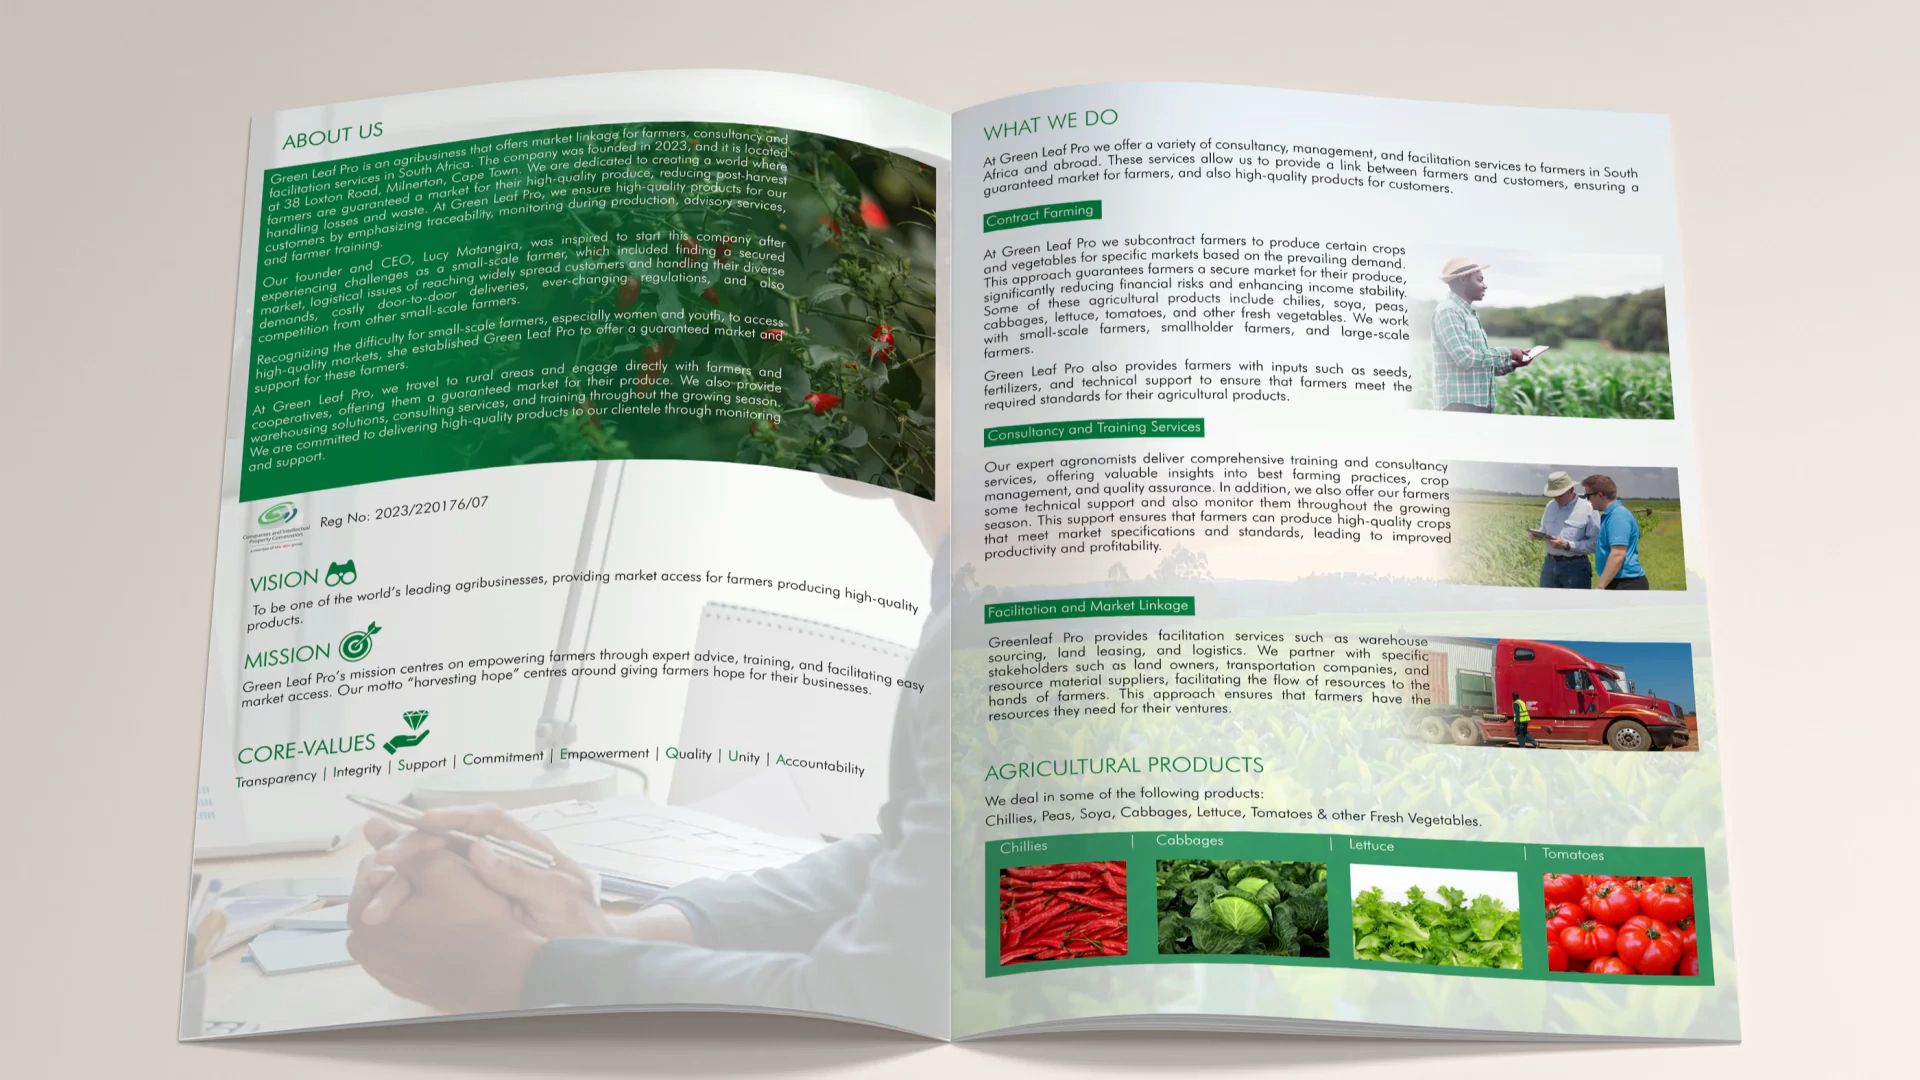 ABOUT US
Green Leaf Pro is an agribusiness that offers market linkage for farmers, consultancy and
facilitation services in South Africa. The company was founded in 2023, and it is located
at 38 Loxton Road, Milnerton, Cape Town. We are dedicated to creating a world where
farmers are guaranteed a market for their high-quality produce, reducing post-harvest
handling losses and waste. At Green Leaf Pro, we ensure high-quality products for our
customers by emphasizing traceability, monitoring during production, advisory services,
and farmer training.
Our founder and CEO, Lucy Matangira, was inspired to start this company after
experiencing challenges as a small-scale farmer, which included finding a secured
market, logistical issues of reaching widely spread customers and handling their diverse
demands, costly door-to-door deliveries, ever-changing regulations, and also
competition from other small-scale farmers.
Recognizing the difficulty for small-scale farmers, especially women and youth, to access
high-quality markets, she established Green Leaf Pro to offer a guaranteed market and
support for these farmers.
At Green Leaf Pro, we travel to rural areas and engage directly with farmers and
cooperatives, offering them a guaranteed market for their produce. We also provide
warehousing solutions, consulting services, and training throughout the growing season.
We are committed to delivering high-quality products to our clientele through monitoring
and support.
Companies and Intellectual
Property Commission
a member of the dtic group
Reg No: 2023/220176/07
VISION
To be one of the world's leading agribusinesses, providing market access for farmers producing high-quality
products.
MISSION
Green Leaf Pro's mission centres on empowering farmers through expert advice, training, and facilitating easy
market access. Our motto "harvesting hope" centres around giving farmers hope for their businesses.
CORE-VALUES
Transparency | Integrity | Support | Commitment | Empowerment | Quality | Unity | Accountability
WHAT WE DO
At Green Leaf Pro we offer a variety of consultancy, management, and facilitation services to farmers in South
Africa and abroad. These services allow us to provide a link between farmers and customers, ensuring a
guaranteed market for farmers, and also high-quality products for customers.
Contract Farming
At Green Leaf Pro we subcontract farmers to produce certain crops
and vegetables for specific markets based on the prevailing demand.
This approach guarantees farmers a secure market for their produce,
significantly reducing financial risks and enhancing income stability.
Some of these agricultural products include chilies, soya, peas,
cabbages, lettuce, tomatoes, and other fresh vegetables. We work
with small-scale farmers, smallholder farmers, and large-scale
farmers.
Green Leaf Pro also provides farmers with inputs such as seeds,
fertilizers, and technical support to ensure that farmers meet the
required standards for their agricultural products.
Consultancy and Training Services
Our expert agronomists deliver comprehensive training and consultancy
services, offering valuable insights into best farming practices, crop
management, and quality assurance. In addition, we also offer our farmers
some technical support and also monitor them throughout the growing
season. This support ensures that farmers can produce high-quality crops
that meet market specifications and standards, leading to improved
productivity and profitability.
Facilitation and Market Linkage
Greenleaf Pro provides facilitation services such as warehouse
sourcing, land leasing, and logistics. We partner with specific
stakeholders such as land owners, transportation companies, and
resource material suppliers, facilitating the flow of resources to the
hands of farmers. This approach ensures that farmers have the
resources they need for their ventures.
AGRICULTURAL PRODUCTS
We deal in some of the following products:
Chillies, Peas, Soya, Cabbages, Lettuce, Tomatoes & other Fresh Vegetables.
Chillies | Cabbages | Lettuce | Tomatoes